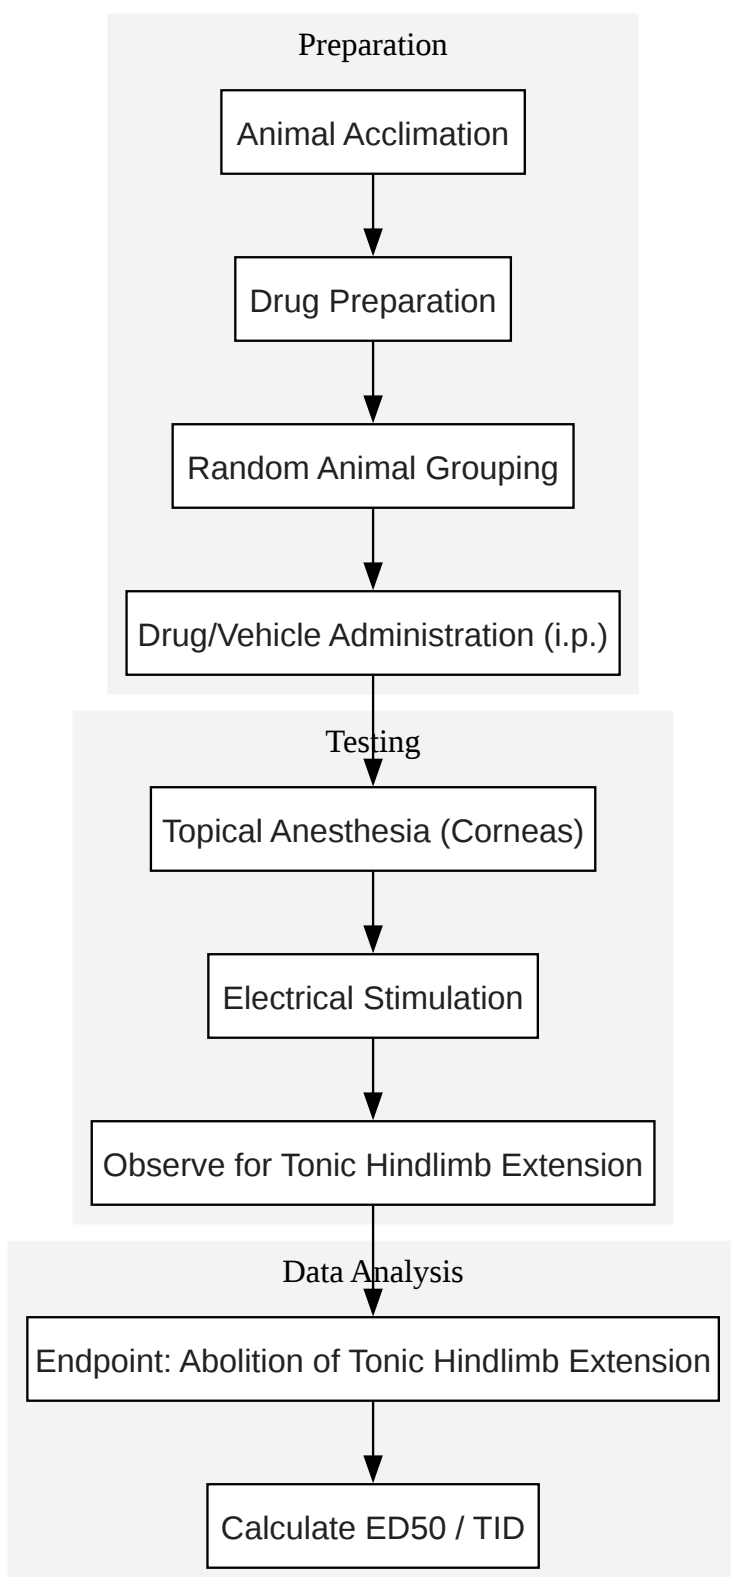 Preparation
Animal Acclimation
Drug Preparation
Random Animal Grouping
Drug/Vehicle Administration (i.p.)
Testing
Topical Anesthesia (Corneas)
Electrical Stimulation
Observe for Tonic Hindlimb Extension
Data Analysis
Endpoint: Abolition of Tonic Hindlimb Extension
Calculate ED50 / TID